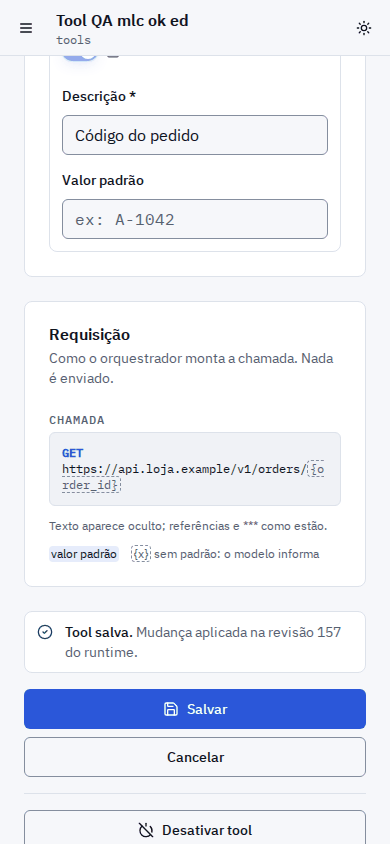 Tool QA mlc ok ed
tools
Descrição *
Código do pedido
Valor padrão
ex: A-1042
Requisição
Como o orquestrador monta a chamada. Nada
é enviado.
CHAMADA
GET
https://api.loja.example/v1/orders/{o
rder_id}
Texto aparece oculto; referências e *** como estão.
valor padrão {x} sem padrão: o modelo informa
Tool salva. Mudança aplicada na revisão 157
do runtime.
Salvar
Cancelar
Desativar tool